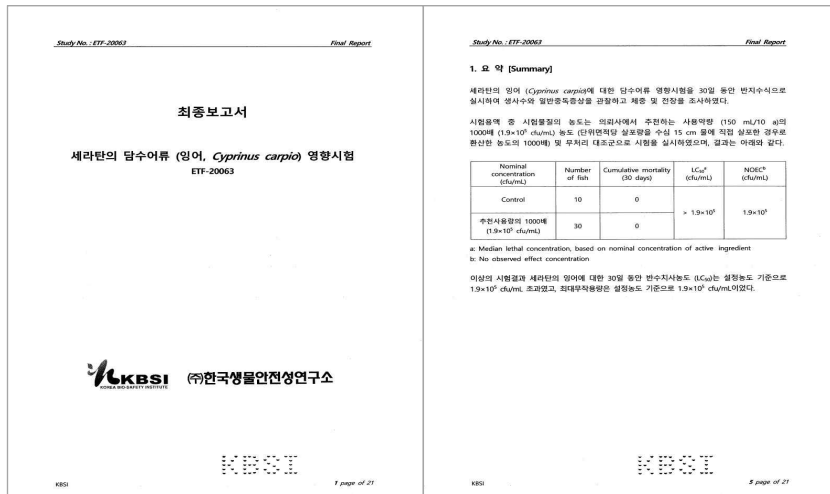 Study No. : ETF-20063 Final Report
최종보고서
세라탄의 담수어류 (잉어, Cyprinus carpio) 영향시험
ETF-20063
KBSI
KOREA BIO-SAFETY INSTITUTE
㈜한국생물안전성연구소
KBSI
KBSI 1 page of 21
Study No. : ETF-20063 Final Report
1. 요 약 [Summary]
세라탄의 잉어 (Cyprinus carpio)에 대한 담수어류 영향시험을 30일 동안 반지수식으로
실시하여 생사수와 일반중독증상을 관찰하고 체중 및 전장을 조사하였다.
시험용액 중 시험물질의 농도는 의뢰사에서 추천하는 사용약량 (150 mL/10 a)의
1000배 (1.9×10⁵ cfu/mL) 농도 (단위면적당 살포량을 수심 15 cm 물에 직접 살포한 경우로
환산한 농도의 1000배) 및 무처리 대조군으로 시험을 실시하였으며, 결과는 아래와 같다.
Nominal concentration (cfu/mL) Number of fish Cumulative mortality (30 days) LC₅₀ᵃ (cfu/mL) NOECᵇ (cfu/mL)
Control 10 0 > 1.9×10⁵ 1.9×10⁵
추천사용량의 1000배 (1.9×10⁵ cfu/mL) 30 0
a: Median lethal concentration, based on nominal concentration of active ingredient
b: No observed effect concentration
이상의 시험결과 세라탄의 잉어에 대한 30일 동안 반수치사농도 (LC₅₀)는 설정농도 기준으로
1.9×10⁵ cfu/mL 초과였고, 최대무작용량은 설정농도 기준으로 1.9×10⁵ cfu/mL이었다.
KBSI
KBSI 5 page of 21